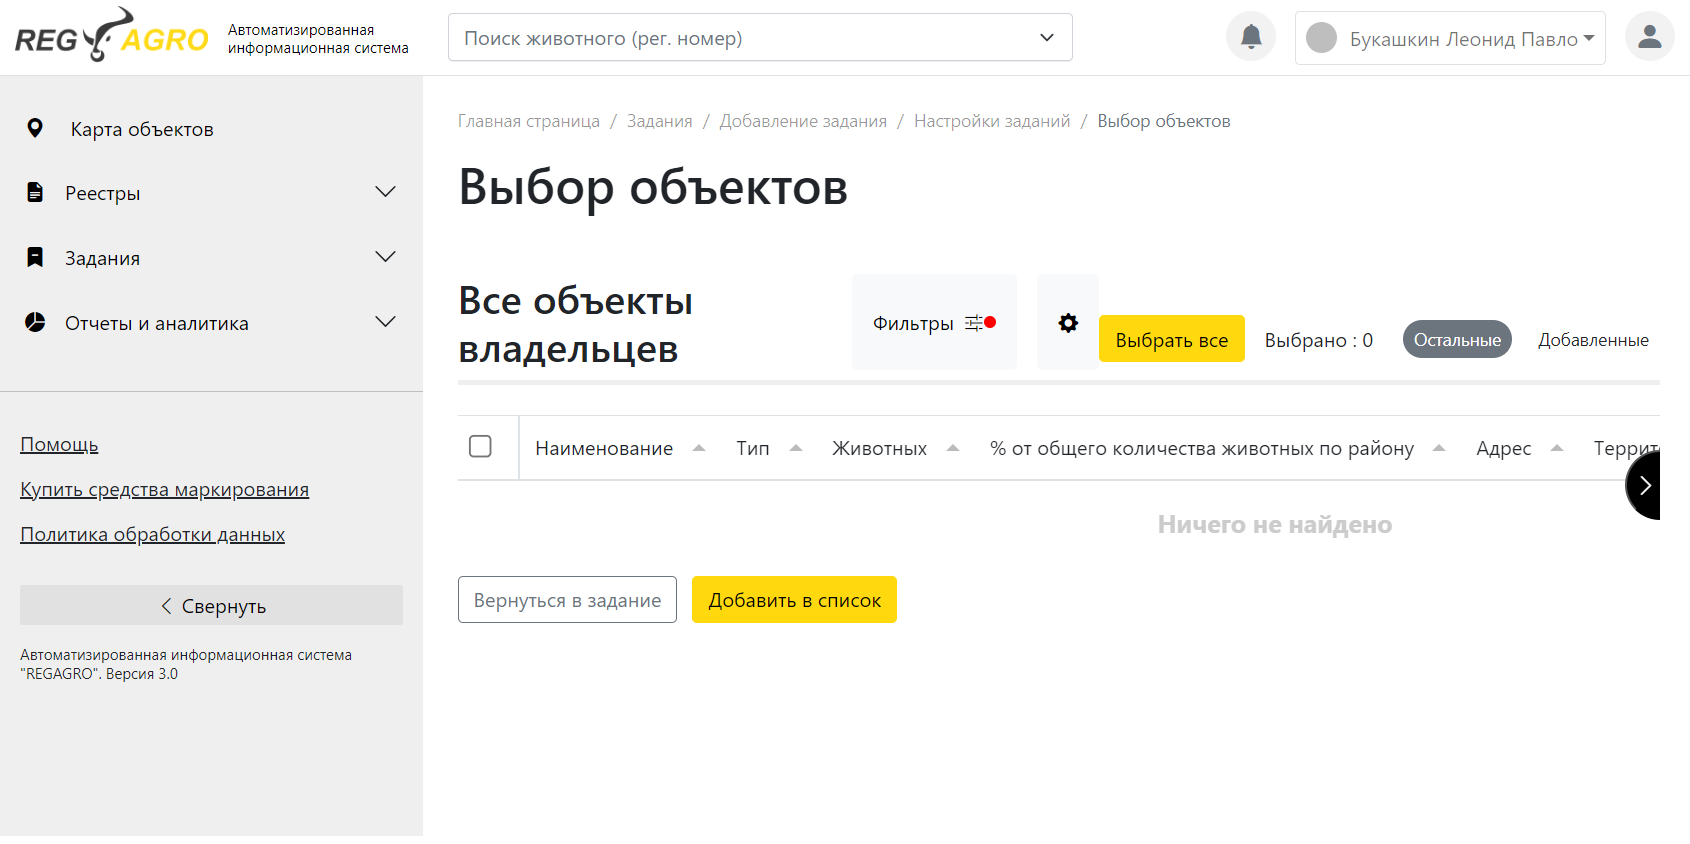 REG AGRO
Автоматизированная
информационная система
Поиск животного (рег. номер)
Букашкин Леонид Павло
Карта объектов
Реестры
Задания
Отчеты и аналитика
Помощь
Купить средства маркирования
Политика обработки данных
Свернуть
Автоматизированная информационная система
"REGAGRO". Версия 3.0
Главная страница / Задания / Добавление задания / Настройки заданий / Выбор объектов
Выбор объектов
Все объекты
владельцев
Фильтры
Выбрать все
Выбрано : 0
Остальные
Добавленные
Наименование Тип Животных % от общего количества животных по району Адрес Террит
Ничего не найдено
Вернуться в задание
Добавить в список